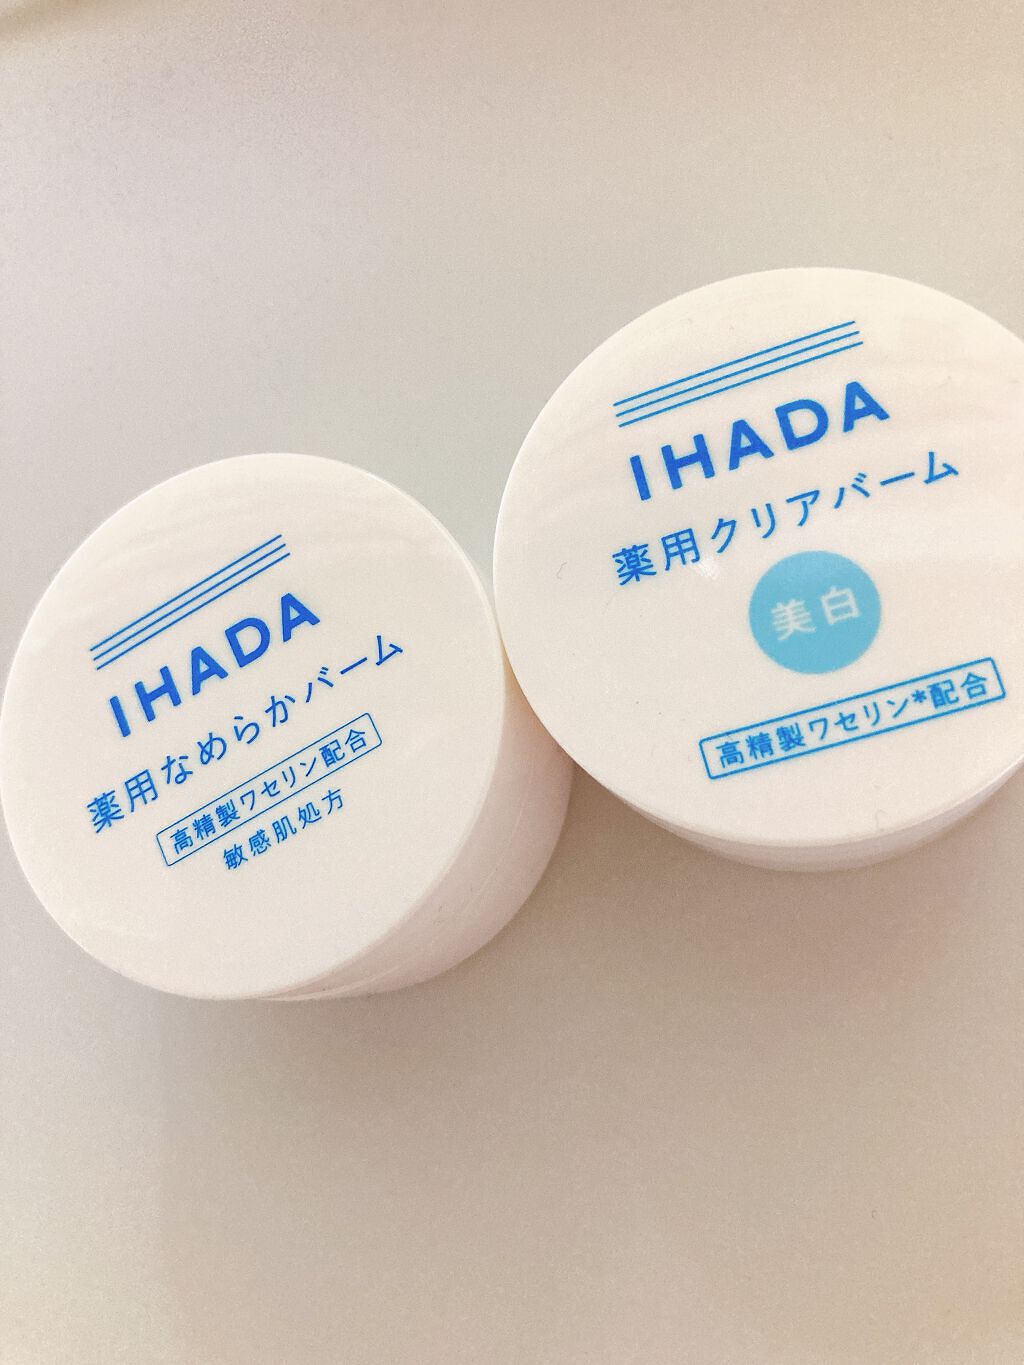 IHADA
薬用なめらかバーム
高精製ワセリン配合
敏感肌処方
IHADA
薬用クリアバーム
美白
高精製ワセリン*配合